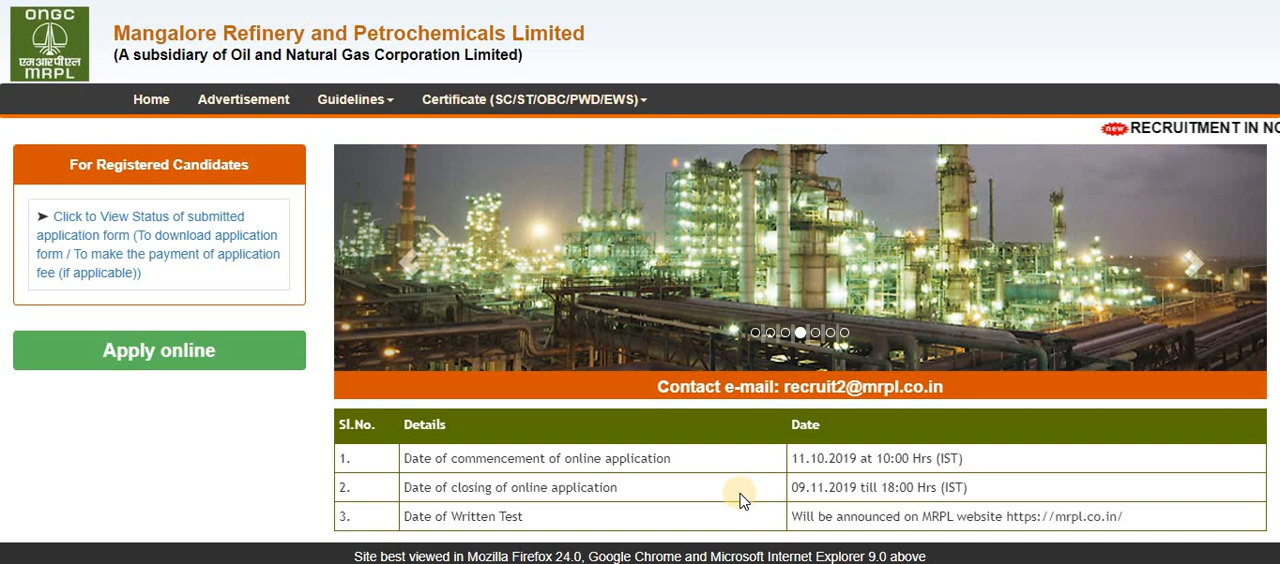 ONGC
एमआरपीएल
MRPL
Mangalore Refinery and Petrochemicals Limited
(A subsidiary of Oil and Natural Gas Corporation Limited)
Home Advertisement Guidelines Certificate (SC/ST/OBC/PWD/EWS)
new RECRUITMENT IN
For Registered Candidates
➤ Click to View Status of submitted
application form (To download application
form / To make the payment of application
fee (if applicable))
Apply online
Contact e-mail: recruit2@mrpl.co.in
Sl.No. Details Date
1. Date of commencement of online application 11.10.2019 at 10:00 Hrs (IST)
2. Date of closing of online application 09.11.2019 till 18:00 Hrs (IST)
3. Date of Written Test Will be announced on MRPL website https://mrpl.co.in/
Site best viewed in Mozilla Firefox 24.0, Google Chrome and Microsoft Internet Explorer 9.0 above